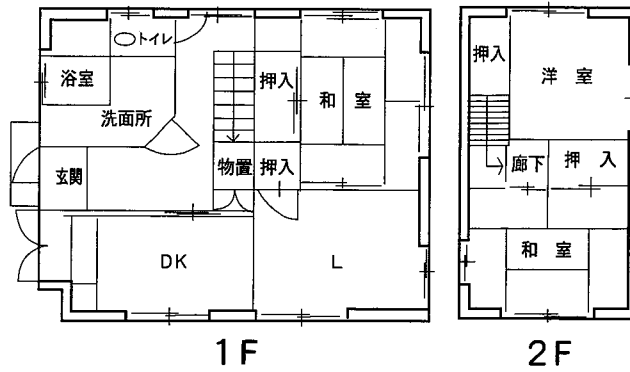 トイレ
浴室
押入
和 室
洗面所
玄関
物置
押入
DK
L
1F
押入
洋 室
廊下
押 入
和 室
2F